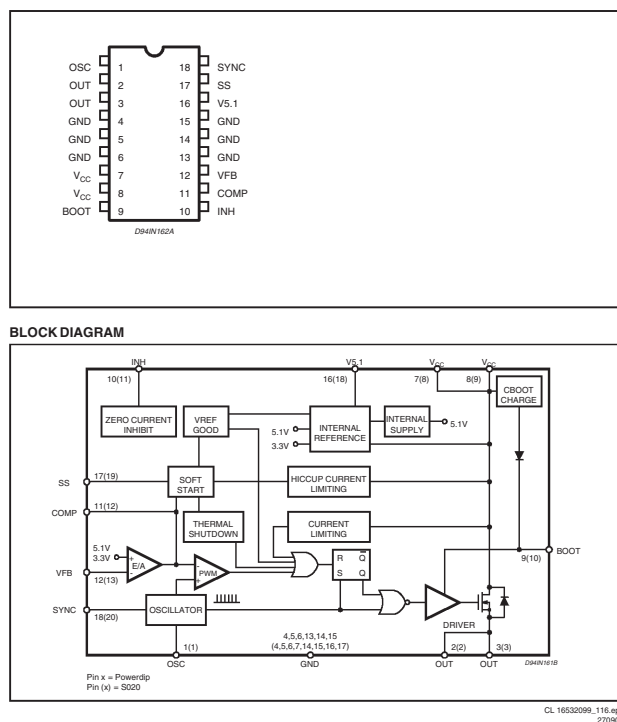 OSC 1 18 SYNC
OUT 2 17 SS
OUT 3 16 V5.1
GND 4 15 GND
GND 5 14 GND
GND 6 13 GND
VCC 7 12 VFB
VCC 8 11 COMP
BOOT 9 10 INH
D94IN162A
BLOCK DIAGRAM
INH V5.1 VCC VCC
10(11) 16(18) 7(8) 8(9)
CBOOT
CHARGE
ZERO CURRENT
INHIBIT
VREF
GOOD
5.1V
3.3V
INTERNAL
REFERENCE
INTERNAL
SUPPLY
5.1V
SS 17(19)
SOFT
START
HICCUP CURRENT
LIMITING
COMP 11(12)
THERMAL
SHUTDOWN
CURRENT
LIMITING
9(10) BOOT
5.1V
3.3V
+
E/A
-
VFB 12(13)
-
PWM
+
R Q̅
S Q
SYNC 18(20)
OSCILLATOR
DRIVER
1(1)
OSC
4,5,6,13,14,15
(4,5,6,7,14,15,16,17)
GND
2(2) 3(3)
OUT OUT
D94IN161B
Pin x = Powerdip
Pin (x) = S020
CL 16532099_116.ep